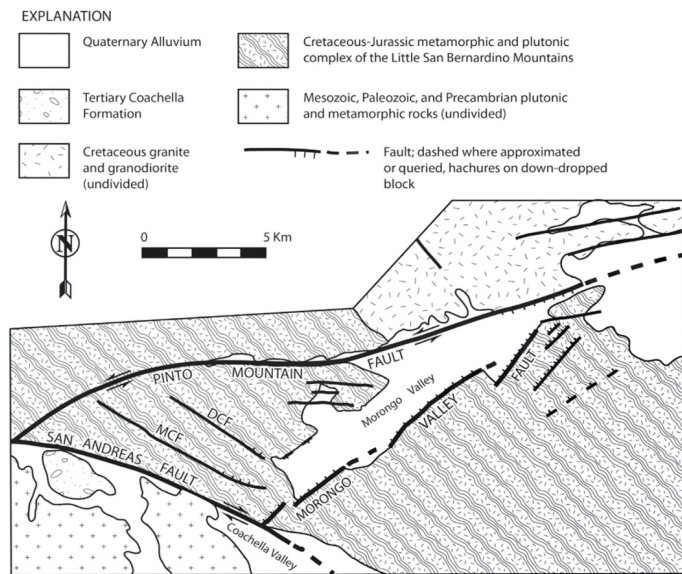 EXPLANATION
Quaternary Alluvium
Cretaceous-Jurassic metamorphic and plutonic
complex of the Little San Bernardino Mountains
Tertiary Coachella
Formation
Mesozoic, Paleozoic, and Precambrian plutonic
and metamorphic rocks (undivided)
Cretaceous granite
and granodiorite
(undivided)
Fault; dashed where approximated
or queried, hachures on down-dropped
block
N
0
5 Km
PINTO MOUNTAIN FAULT
Morongo Valley
MORONGO VALLEY FAULT
DCF
MCF
SAN ANDREAS FAULT
Coachella Valley